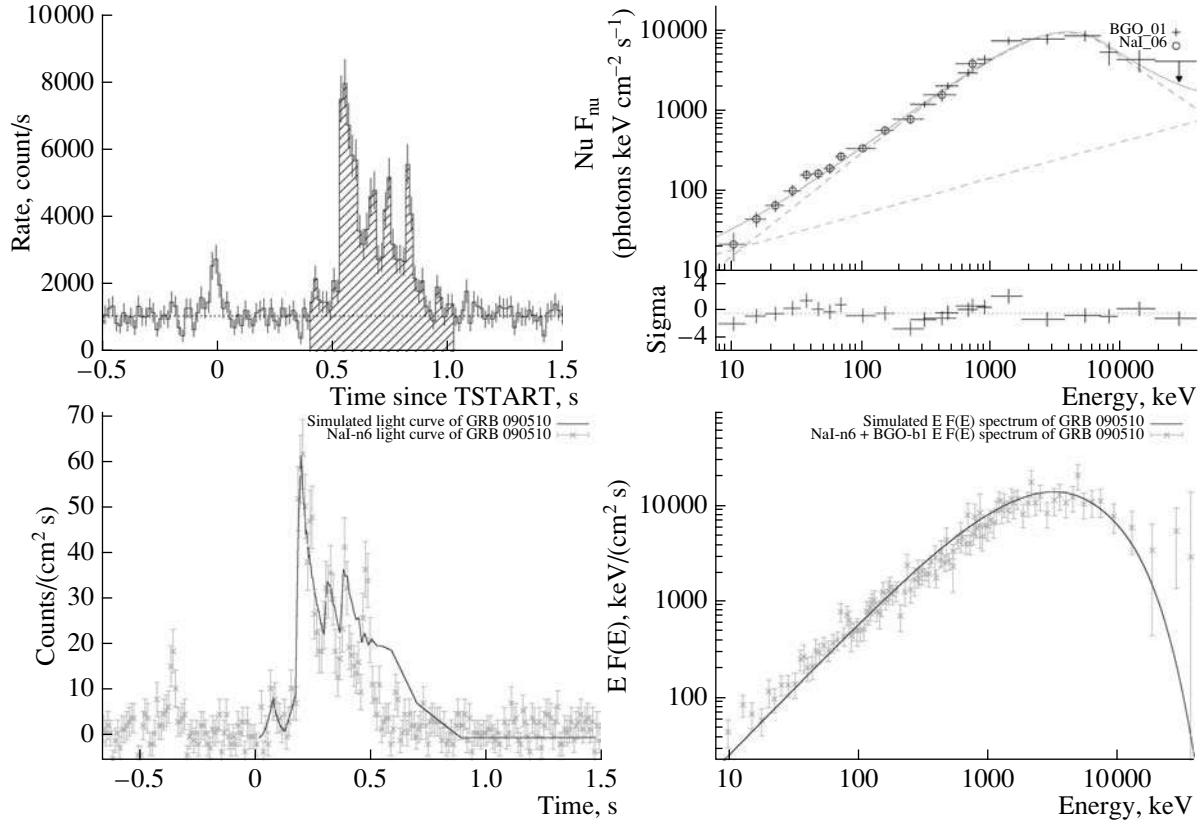 10000
8000
6000
4000
2000
0
Rate, count/s
−0.5 0 0.5 1.0 1.5
Time since TSTART, s
BGO_01
NaI_06
10000
1000
100
10
Nu F_nu
(photons keV cm⁻² s⁻¹)
4
0
−4
Sigma
10 100 1000 10000
Energy, keV
Simulated light curve of GRB 090510
NaI-n6 light curve of GRB 090510
70
60
50
40
30
20
10
0
Counts/(cm² s)
−0.5 0 0.5 1.0 1.5
Time, s
Simulated E F(E) spectrum of GRB 090510
NaI-n6 + BGO-b1 E F(E) spectrum of GRB 090510
10000
1000
100
E F(E), keV/(cm² s)
10 100 1000 10000
Energy, keV